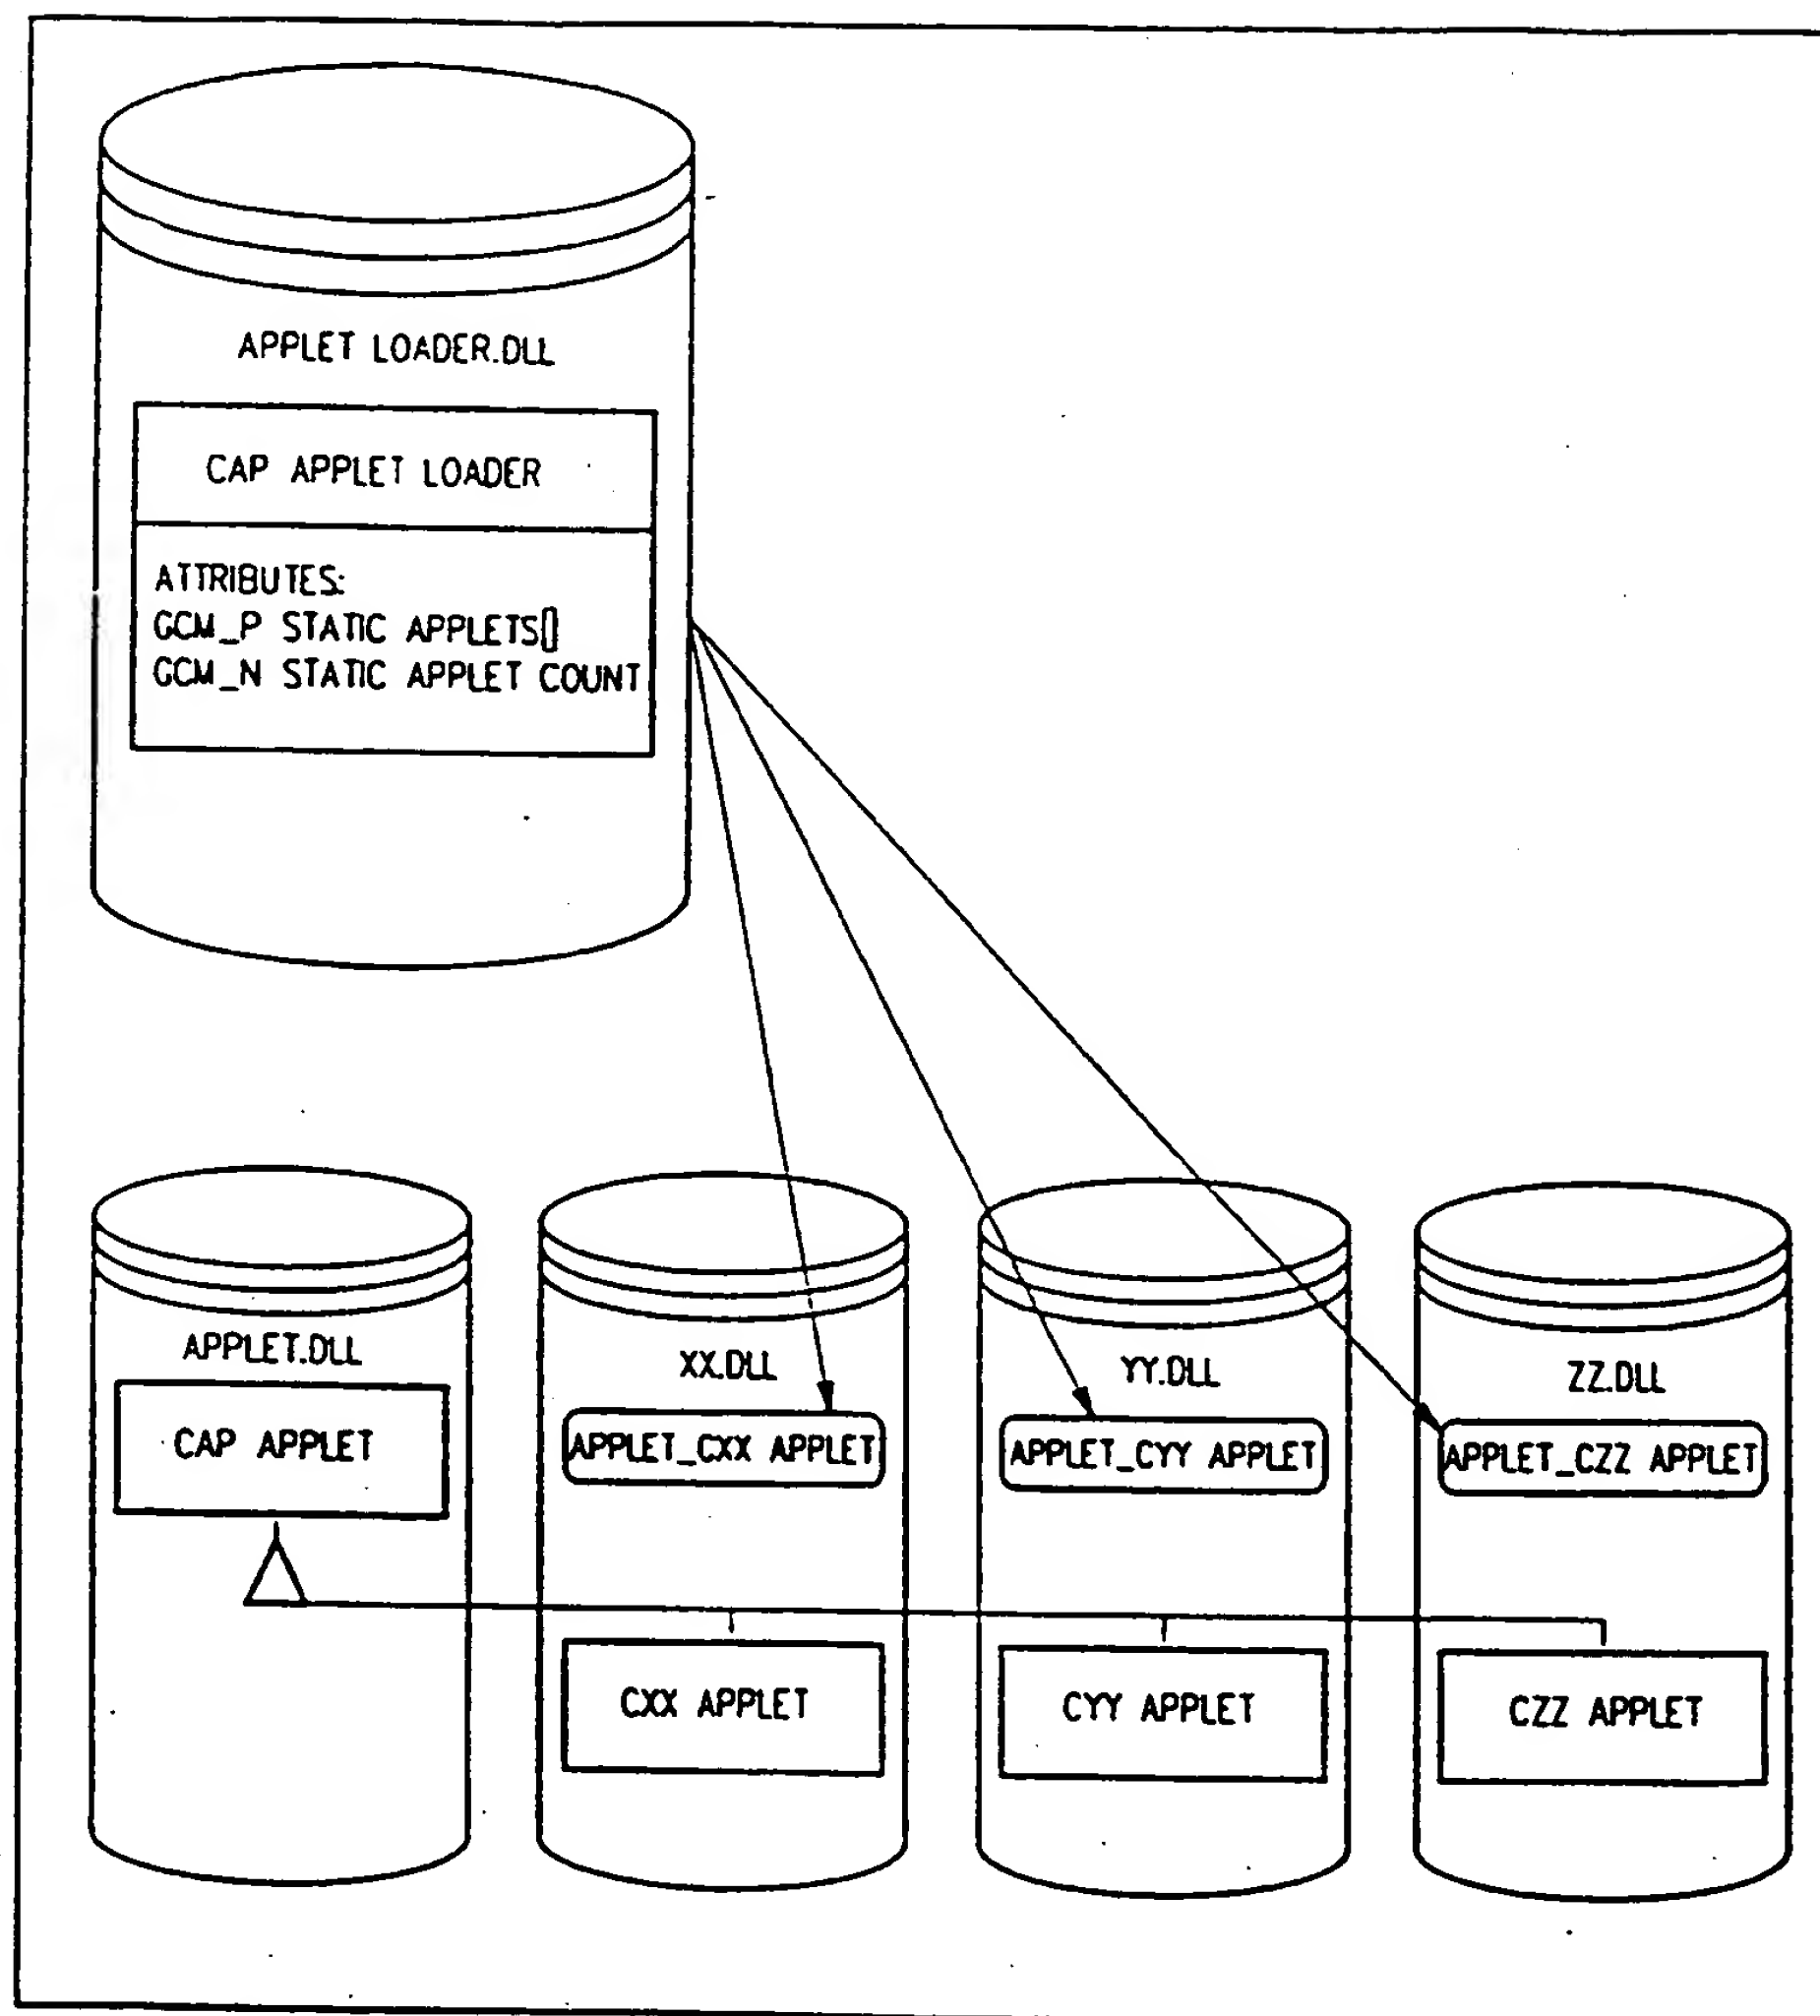 APPLET LOADER.DLL
CAP APPLET LOADER
ATTRIBUTES:
GCM_P STATIC APPLETS[]
GCM_N STATIC APPLET COUNT
APPLET.DLL
CAP APPLET
XX.DLL
APPLET_CXX APPLET
CXX APPLET
YY.DLL
APPLET_CYY APPLET
CYY APPLET
ZZ.DLL
APPLET_CZZ APPLET
CZZ APPLET